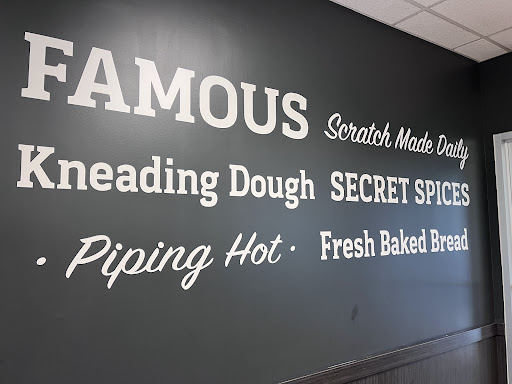 FAMOUS
Scratch Made Daily
Kneading Dough
SECRET SPICES
· Piping Hot ·
Fresh Baked Bread